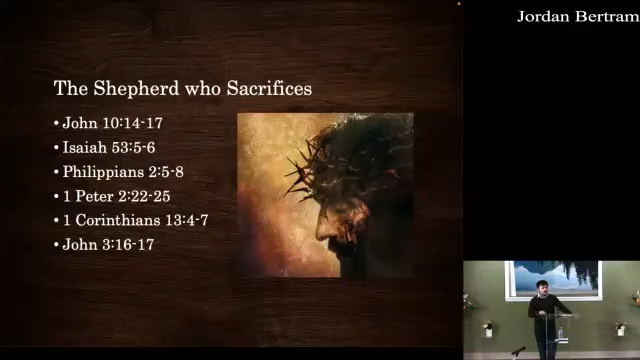 Jordan Bertram
The Shepherd who Sacrifices
• John 10:14-17
• Isaiah 53:5-6
• Philippians 2:5-8
• 1 Peter 2:22-25
• 1 Corinthians 13:4-7
• John 3:16-17